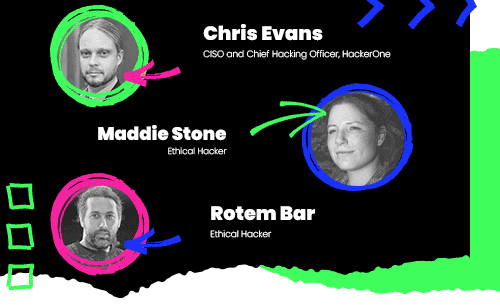 Chris Evans
CISO and Chief Hacking Officer, HackerOne
Maddie Stone
Ethical Hacker
Rotem Bar
Ethical Hacker